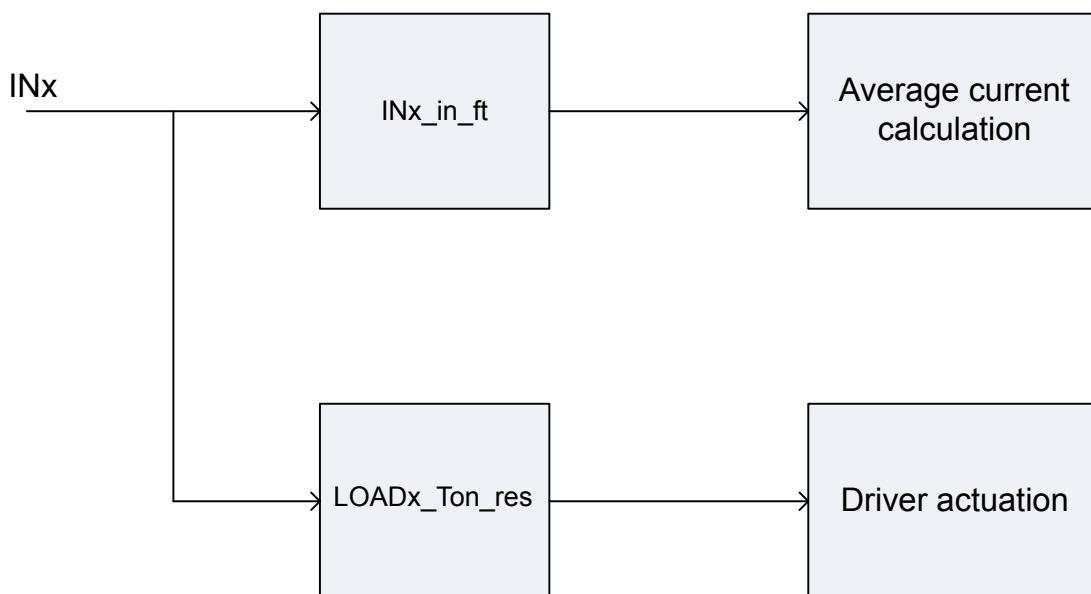 INx
INx_in_ft
Average current
calculation
LOADx_Ton_res
Driver actuation